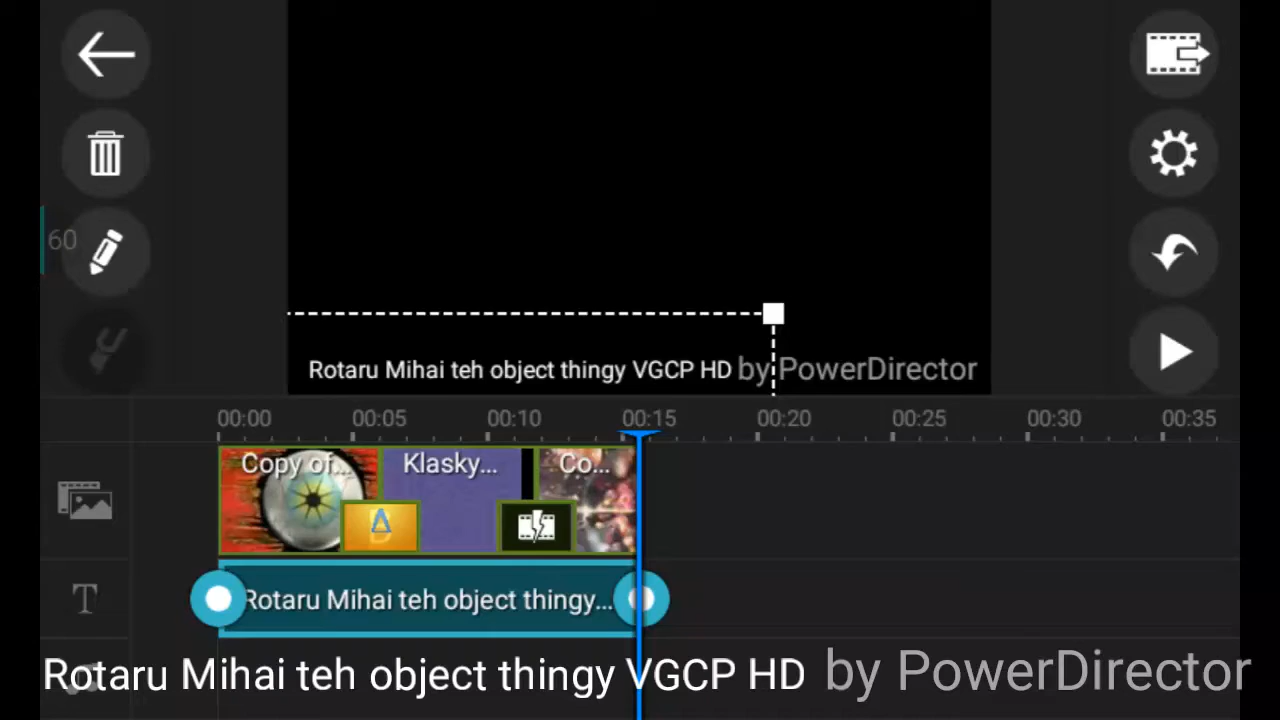 60
Rotaru Mihai teh object thingy VGCP HD by PowerDirector
00:00 00:05 00:10 00:15 00:20 00:25 00:30 00:35
Copy of... Klasky... Co...
A
T
Rotaru Mihai teh object thingy...
Rotaru Mihai teh object thingy VGCP HD by PowerDirector